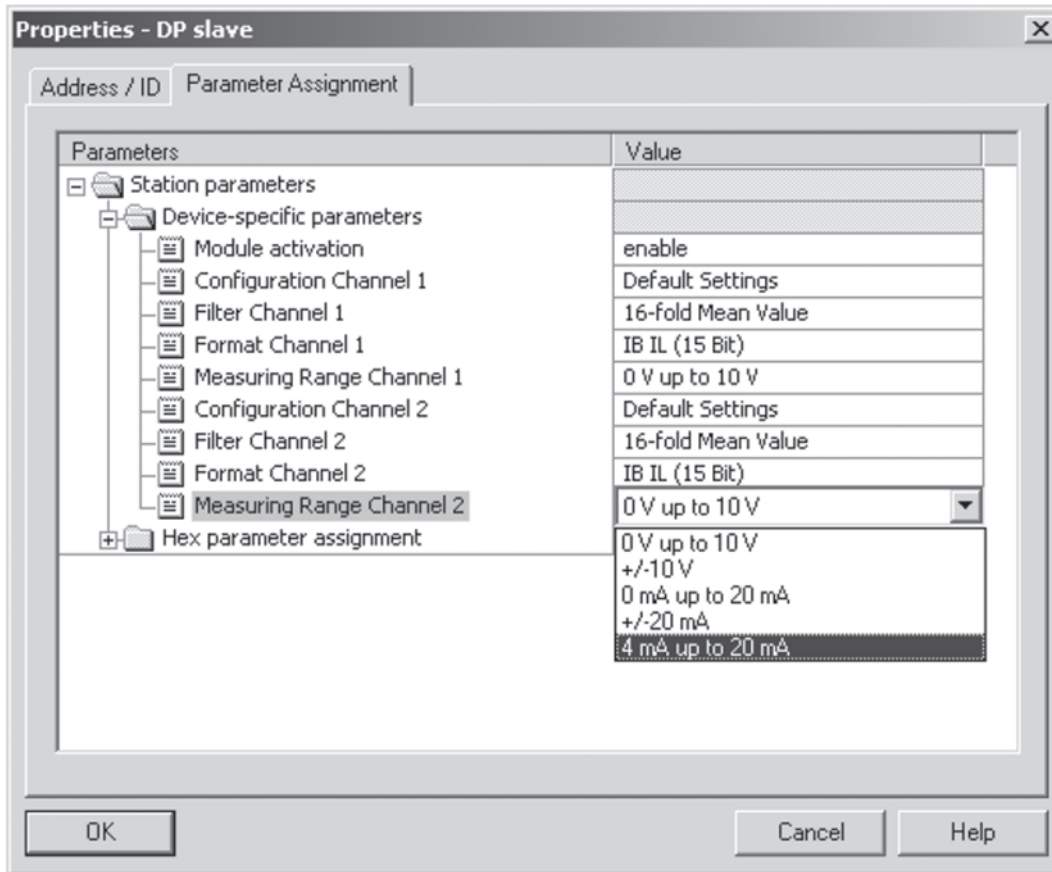 Properties - DP slave
Address / ID Parameter Assignment
Parameters Value
Station parameters
Device-specific parameters
Module activation enable
Configuration Channel 1 Default Settings
Filter Channel 1 16-fold Mean Value
Format Channel 1 IB IL (15 Bit)
Measuring Range Channel 1 0 V up to 10 V
Configuration Channel 2 Default Settings
Filter Channel 2 16-fold Mean Value
Format Channel 2 IB IL (15 Bit)
Measuring Range Channel 2 0 V up to 10 V
Hex parameter assignment
0 V up to 10 V
+/-10 V
0 mA up to 20 mA
+/-20 mA
4 mA up to 20 mA
OK Cancel Help